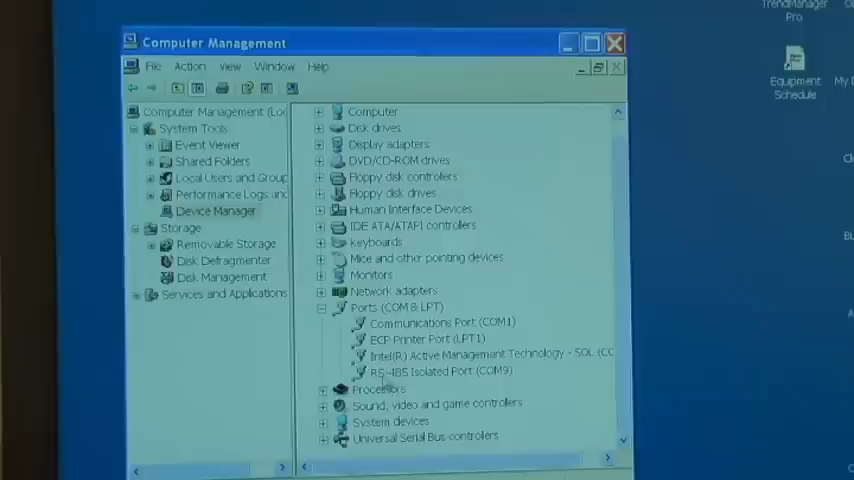 TrendManager
Pro
Equipment
Schedule
My
Computer Management
File Action View Window Help
Computer Management (Loc
System Tools
Event Viewer
Shared Folders
Local Users and Group
Performance Logs and
Device Manager
Storage
Removable Storage
Disk Defragmenter
Disk Management
Services and Applications
Computer
Disk drives
Display adapters
DVD/CD-ROM drives
Floppy disk controllers
Floppy disk drives
Human Interface Devices
IDE ATA/ATAPI controllers
Keyboards
Mice and other pointing devices
Monitors
Network adapters
Ports (COM & LPT)
Communications Port (COM1)
ECP Printer Port (LPT1)
Intel(R) Active Management Technology - SOL (CO
RS-485 Isolated Port (COM9)
Processors
Sound, video and game controllers
System devices
Universal Serial Bus controllers